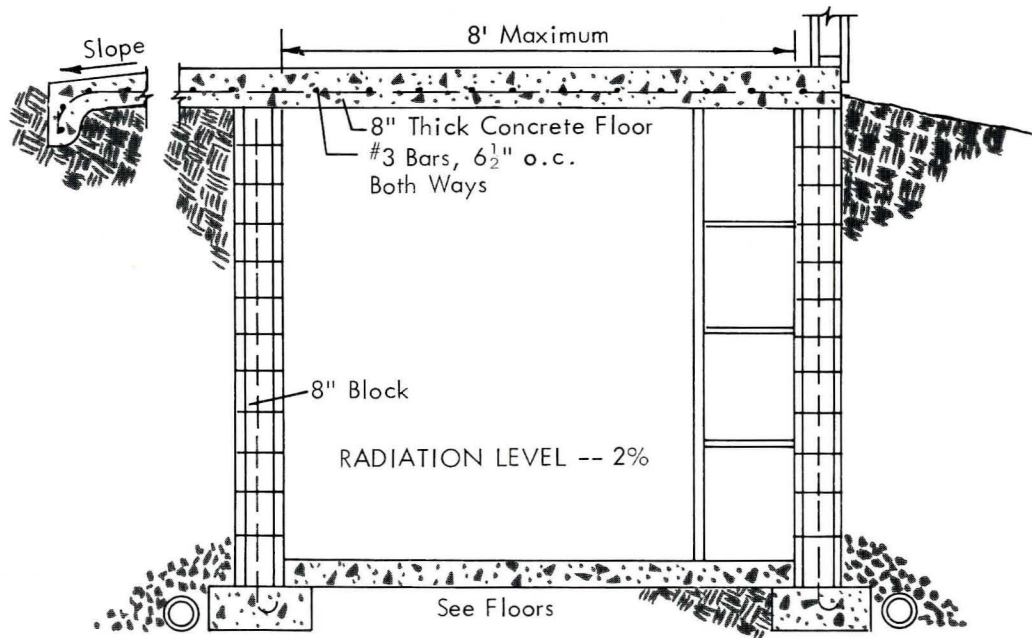 Slope
8' Maximum
8" Thick Concrete Floor
#3 Bars, 6½" o.c.
Both Ways
8" Block
RADIATION LEVEL -- 2%
See Floors